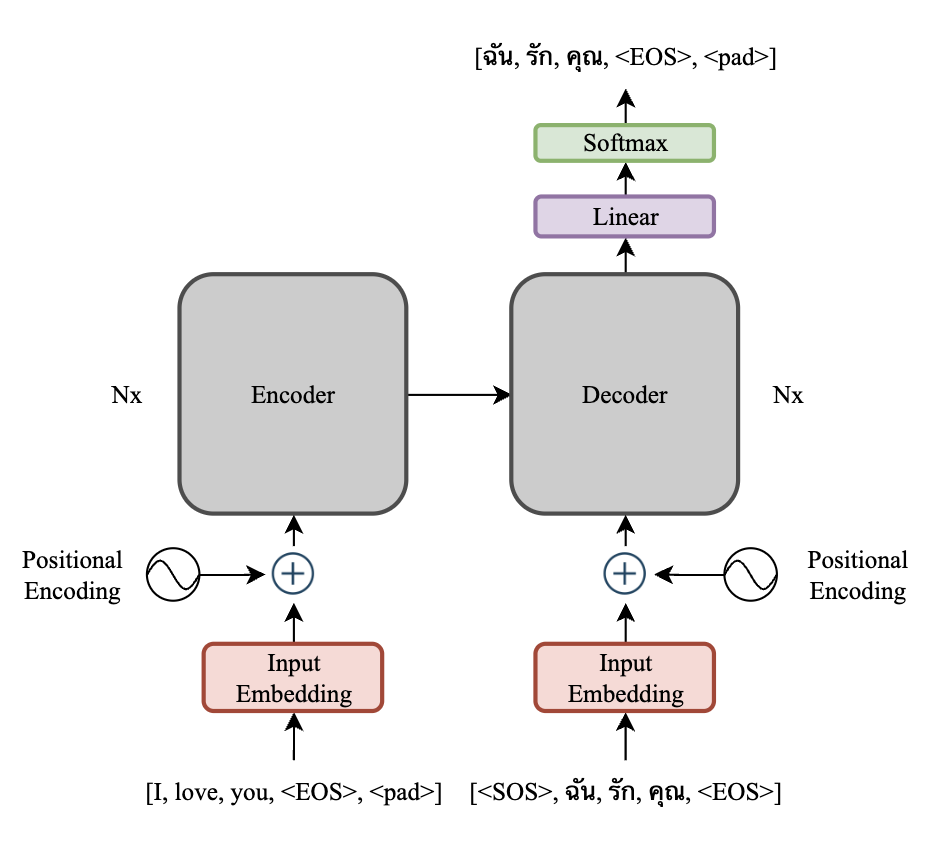 [ฉัน, รัก, คุณ, <EOS>, <pad>]
Softmax
Linear
Nx
Encoder
Decoder
Nx
Positional
Encoding
Positional
Encoding
Input
Embedding
Input
Embedding
[I, love, you, <EOS>, <pad>]
[<SOS>, ฉัน, รัก, คุณ, <EOS>]